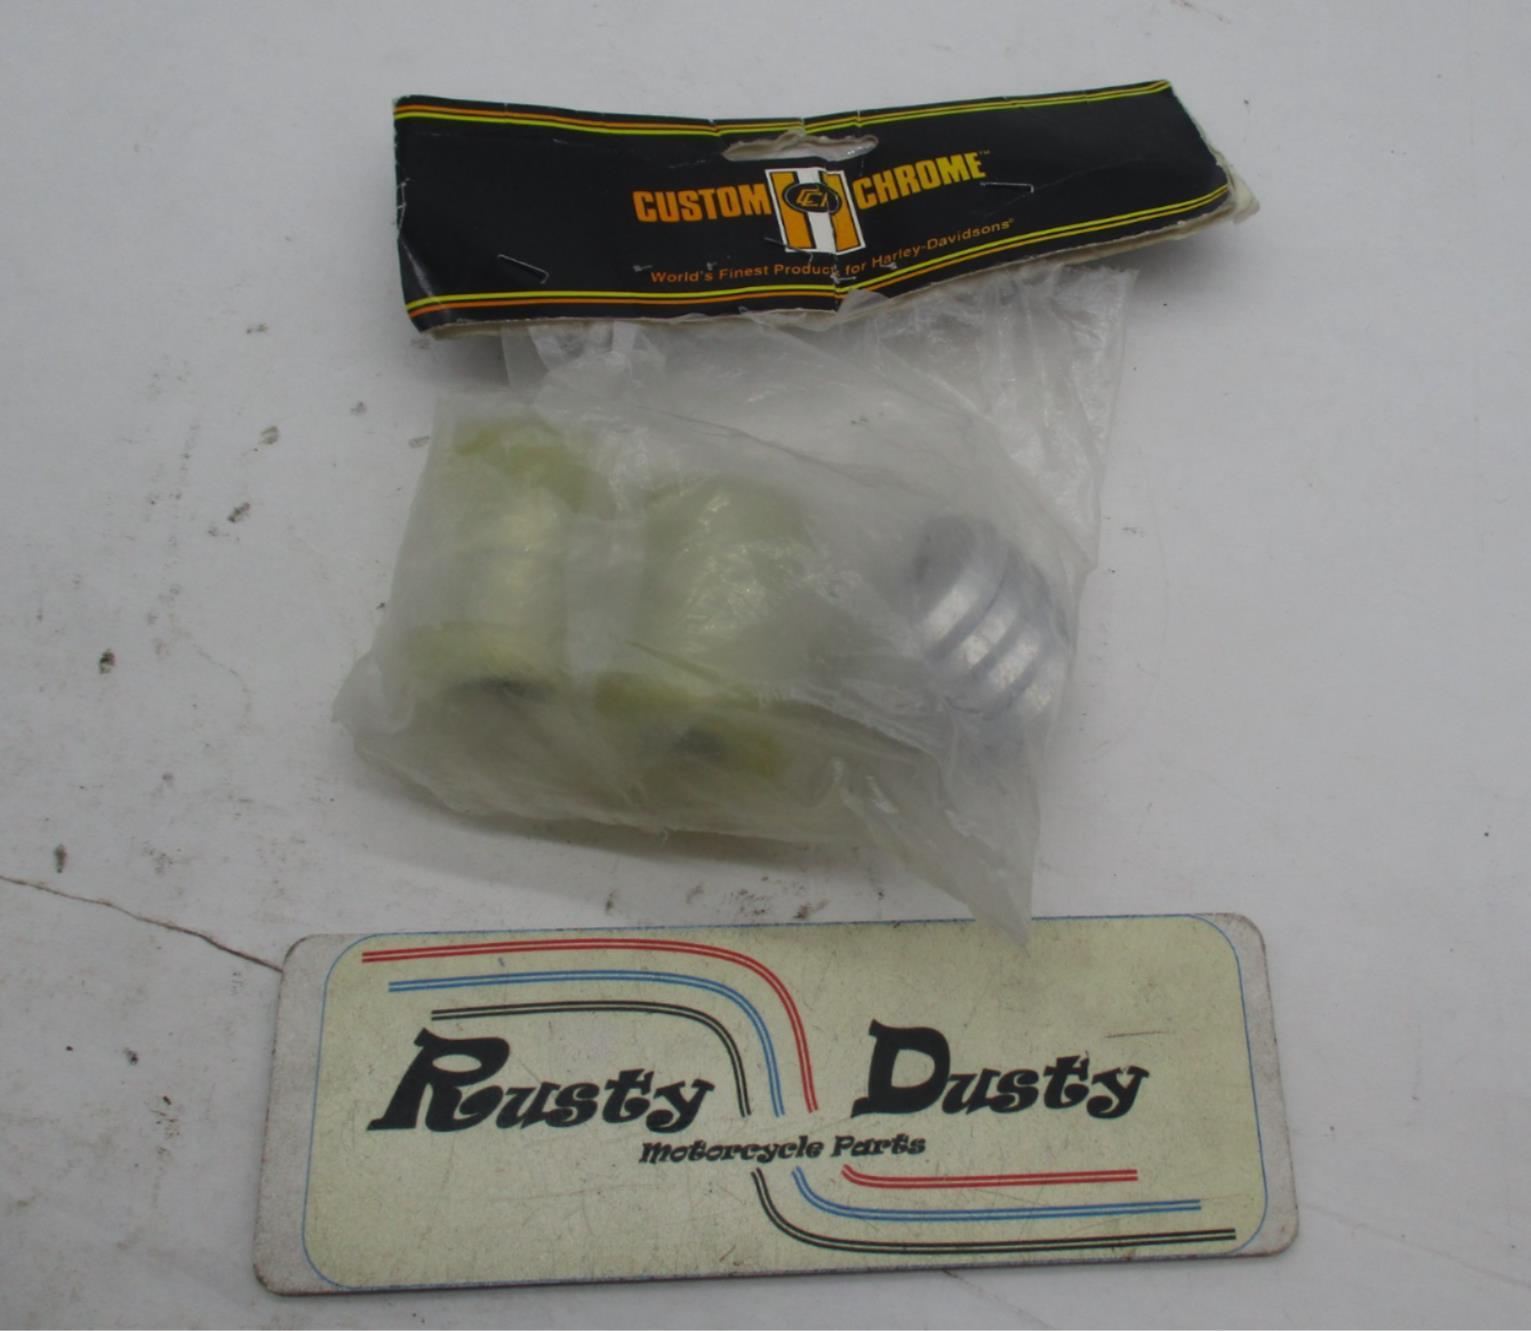 CUSTOM CCI CHROME™
World's Finest Products for Harley-Davidsons®
Rusty Dusty
Motorcycle Parts